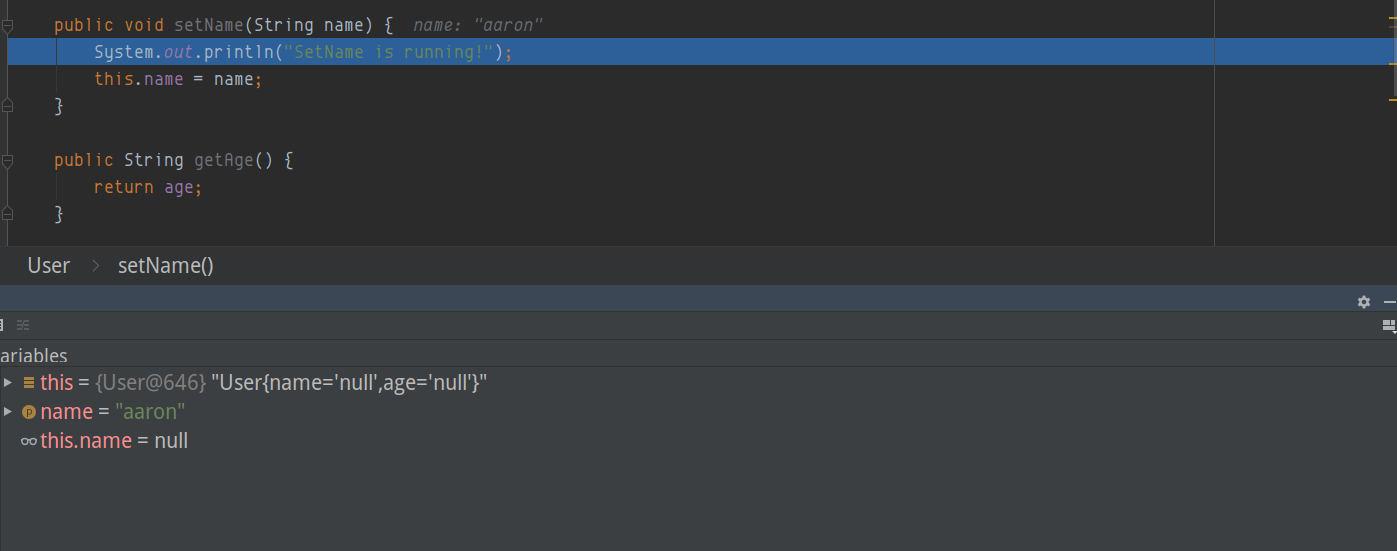 public void setName(String name) {  name: "aaron"
System.out.println("SetName is running!");
this.name = name;
}
public String getAge() {
return age;
}
User > setName()
ariables
this = {User@646} "User{name='null',age='null'}"
name = "aaron"
this.name = null